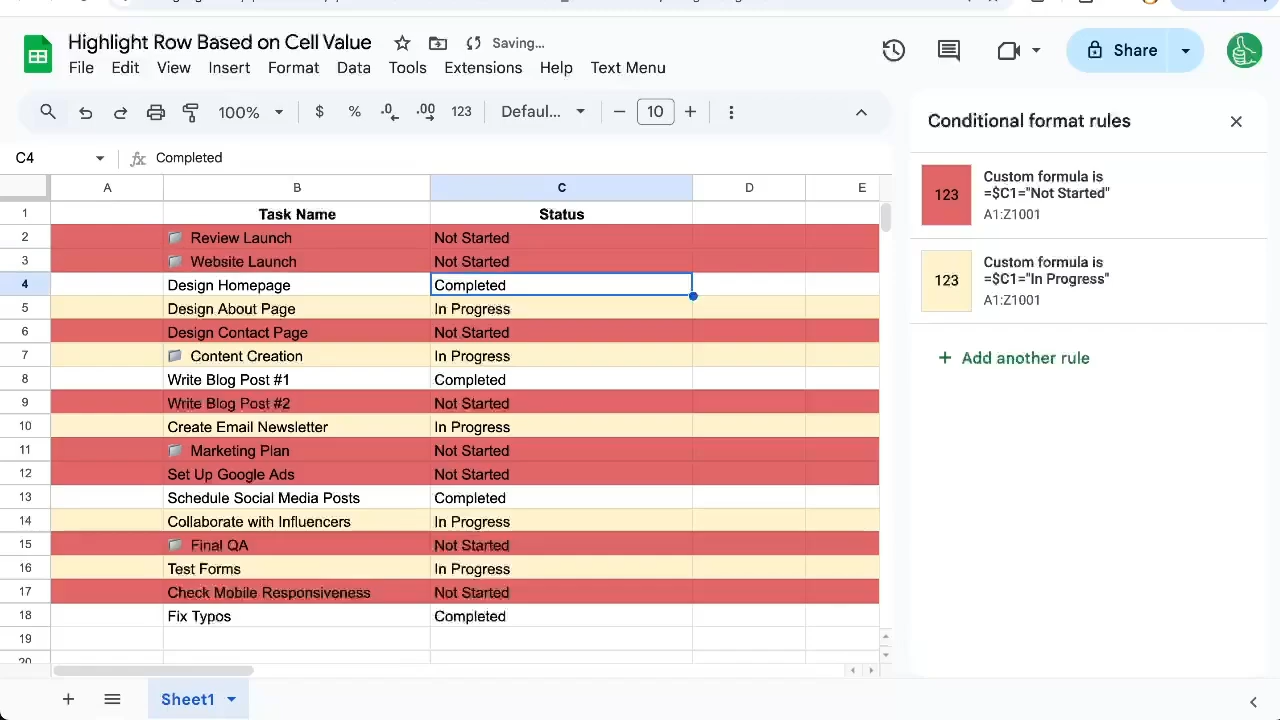 Highlight Row Based on Cell Value Saving...
File Edit View Insert Format Data Tools Extensions Help Text Menu
Share
100% $ % .0 .00 123 Defaul... 10
Conditional format rules
C4 fx Completed
A B C D E
1 Task Name Status
2 Review Launch Not Started
3 Website Launch Not Started
4 Design Homepage Completed
5 Design About Page In Progress
6 Design Contact Page Not Started
7 Content Creation In Progress
8 Write Blog Post #1 Completed
9 Write Blog Post #2 Not Started
10 Create Email Newsletter In Progress
11 Marketing Plan Not Started
12 Set Up Google Ads Not Started
13 Schedule Social Media Posts Completed
14 Collaborate with Influencers In Progress
15 Final QA Not Started
16 Test Forms In Progress
17 Check Mobile Responsiveness Not Started
18 Fix Typos Completed
19
20
123
Custom formula is
=$C1="Not Started"
A1:Z1001
123
Custom formula is
=$C1="In Progress"
A1:Z1001
+ Add another rule
Sheet1